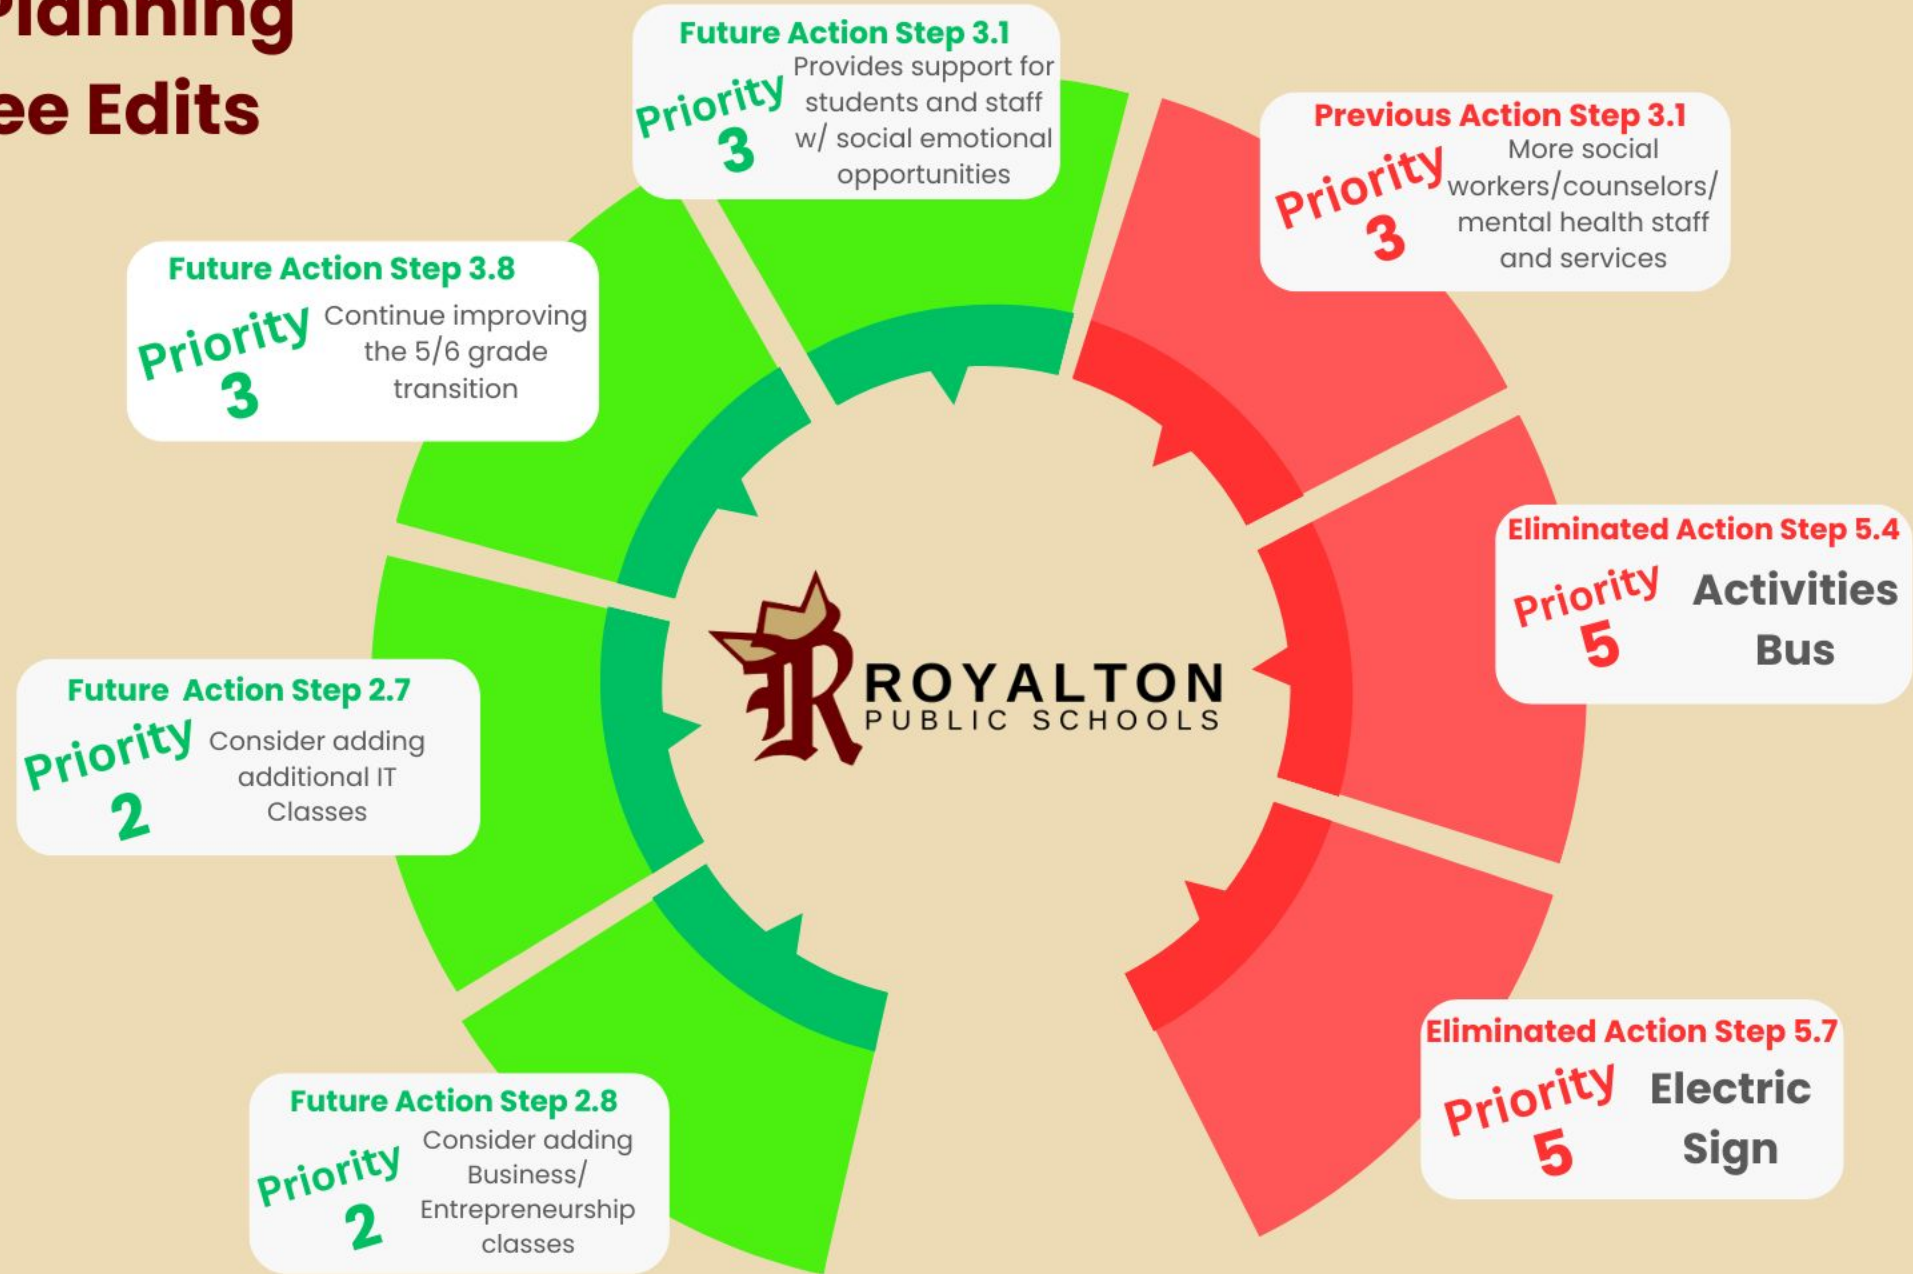 Planning
ee Edits
Future Action Step 3.1
Priority
3
Provides support for
students and staff
w/ social emotional
opportunities
Previous Action Step 3.1
Priority
3
More social
workers/counselors/
mental health staff
and services
Future Action Step 3.8
Priority
3
Continue improving
the 5/6 grade
transition
Eliminated Action Step 5.4
Priority
5
Activities
Bus
Future Action Step 2.7
Priority
2
Consider adding
additional IT
Classes
R
ROYALTON
PUBLIC SCHOOLS
Eliminated Action Step 5.7
Priority
5
Electric
Sign
Future Action Step 2.8
Priority
2
Consider adding
Business/
Entrepreneurship
classes